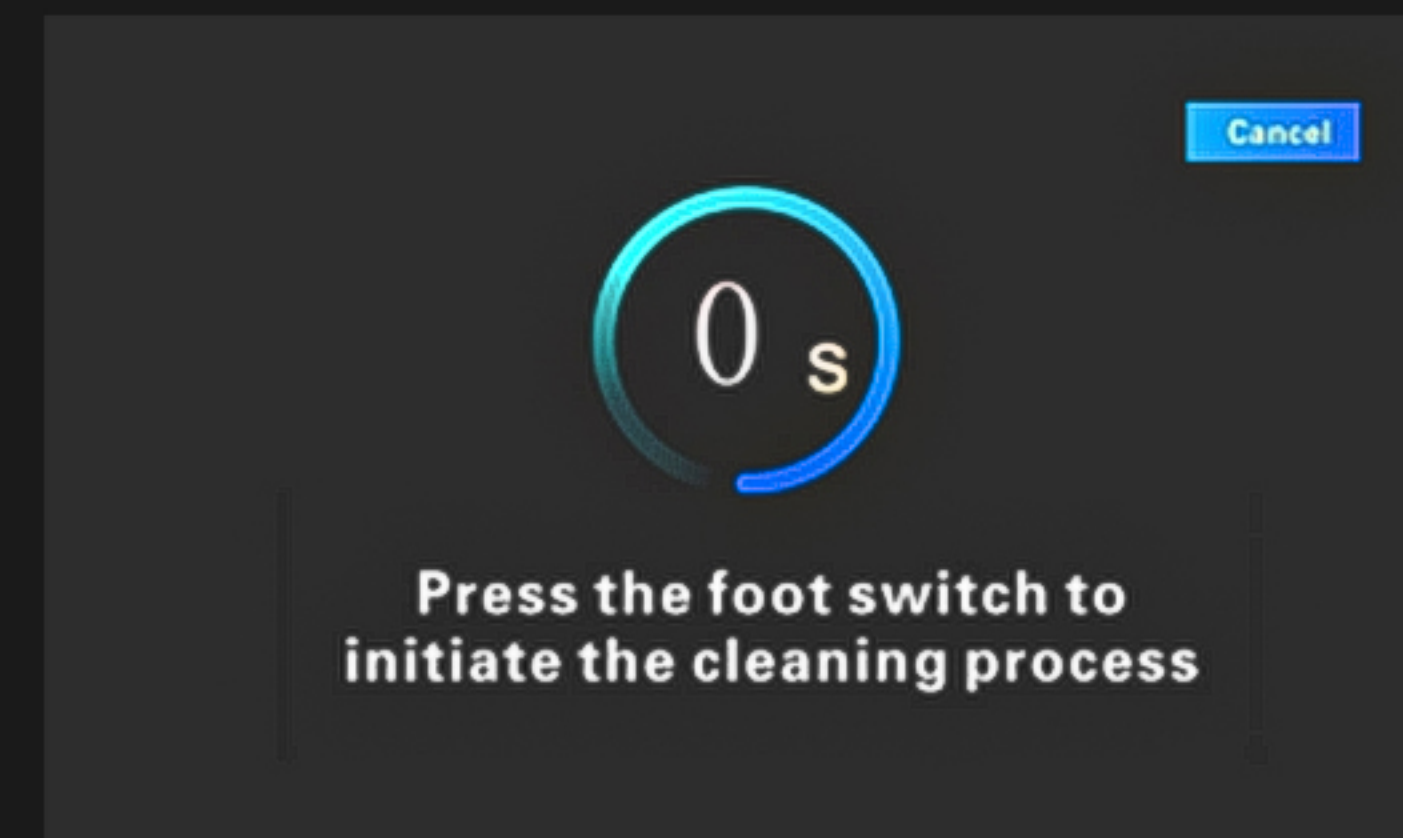 Cancel
0 s
Press the foot switch to
initiate the cleaning process